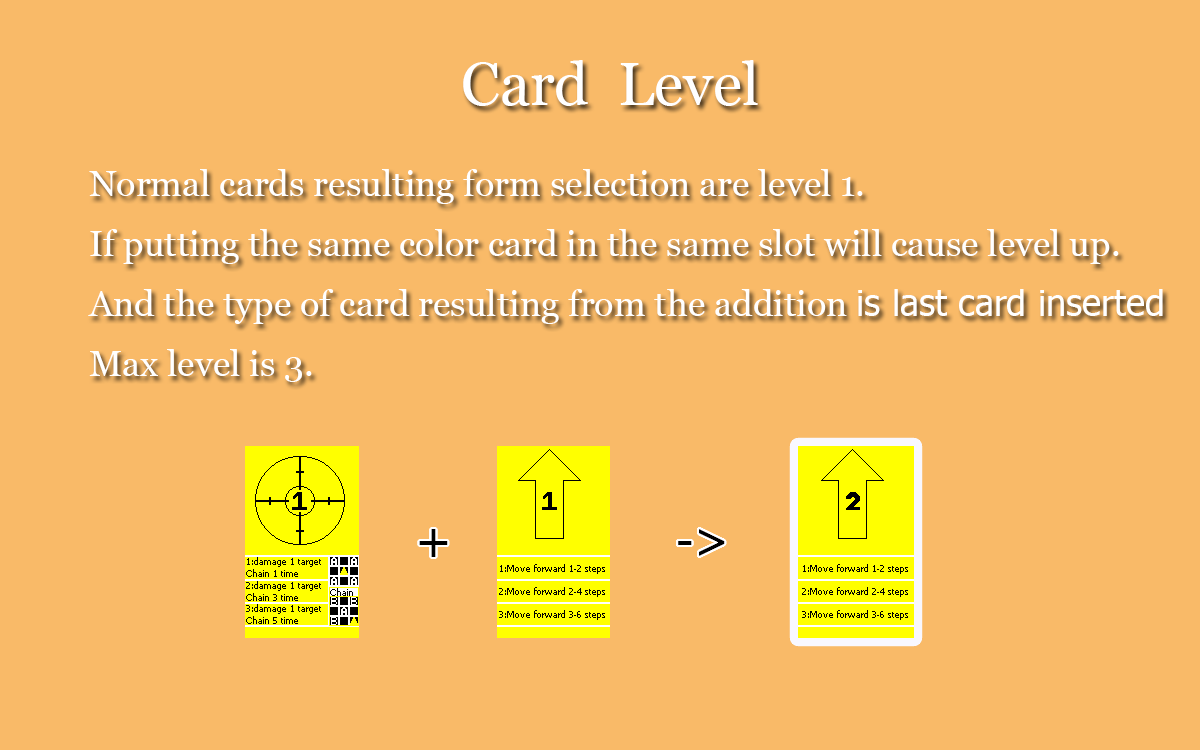 Card Level
Normal cards resulting form selection are level 1.
If putting the same color card in the same slot will cause level up.
And the type of card resulting from the addition is last card inserted
Max level is 3.
1
1:damage 1 target
Chain 1 time
2:damage 1 target
Chain 3 time
3:damage 1 target
Chain 5 time
A A
A A
Chain
B B
A
B
+
1
1:Move forward 1-2 steps
2:Move forward 2-4 steps
3:Move forward 3-6 steps
->
2
1:Move forward 1-2 steps
2:Move forward 2-4 steps
3:Move forward 3-6 steps